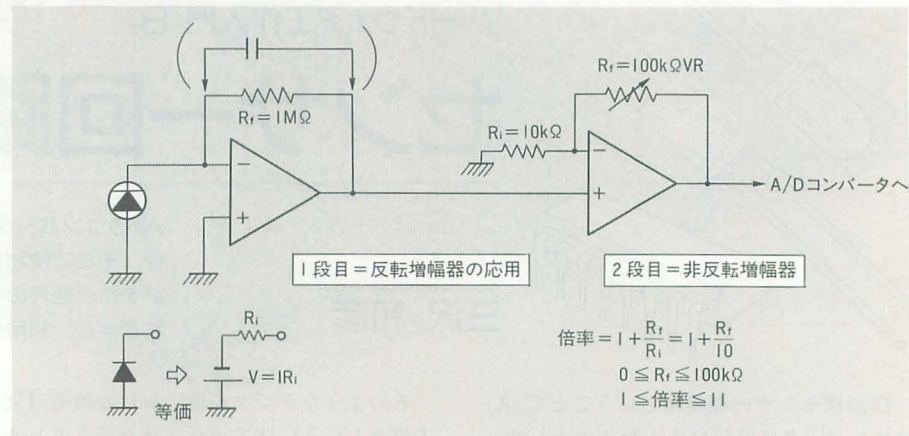 Rf=1MΩ
−
+
Rf=100kΩVR
Ri=10kΩ
−
+
A/Dコンバータへ
1段目=反転増幅器の応用
2段目=非反転増幅器
Ri
V=IRi
等価
倍率=1+Rf/Ri=1+Rf/10
0≦Rf≦100kΩ
1≦倍率≦11